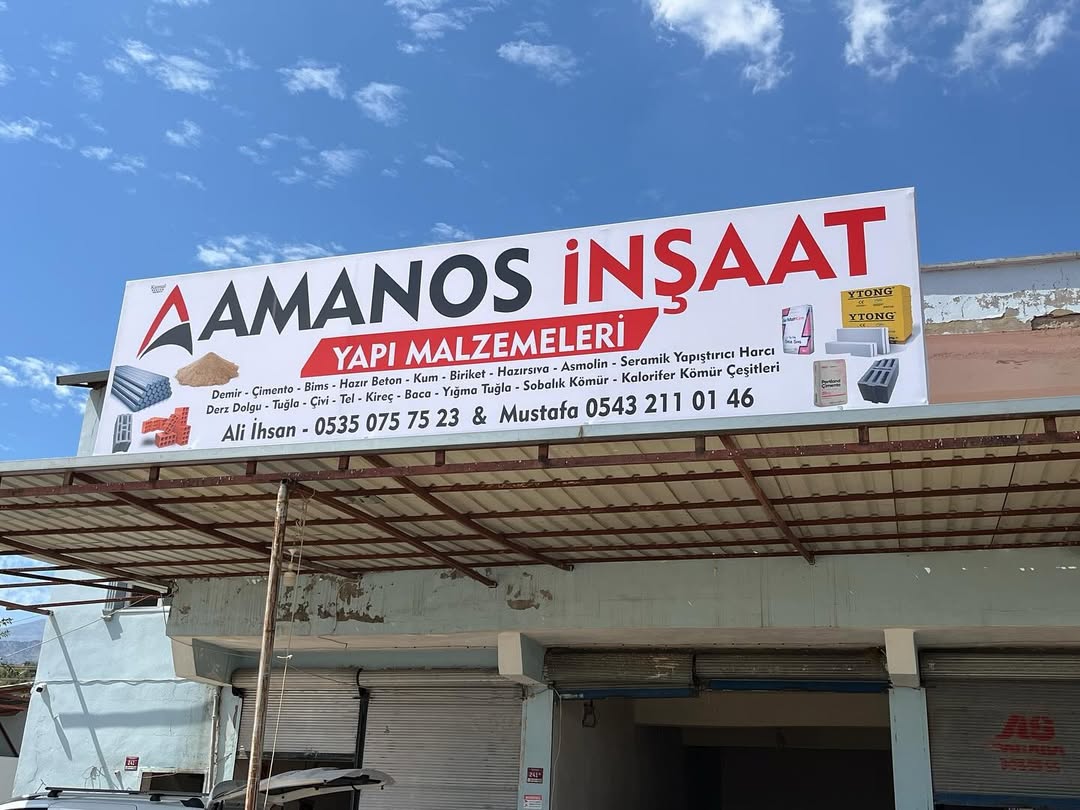 AMANOS İNŞAAT
YAPI MALZEMELERİ
Demir - Çimento - Bims - Hazır Beton - Kum - Biriket - Hazırsıva - Asmolin - Seramik Yapıştırıcı Harcı
Derz Dolgu - Tuğla - Çivi - Tel - Kireç - Baca - Yığma Tuğla - Sobalık Kömür - Kalorifer Kömür Çeşitleri
Ali İhsan - 0535 075 75 23 & Mustafa 0543 211 01 46
YTONG
YTONG
Portland
Çimento